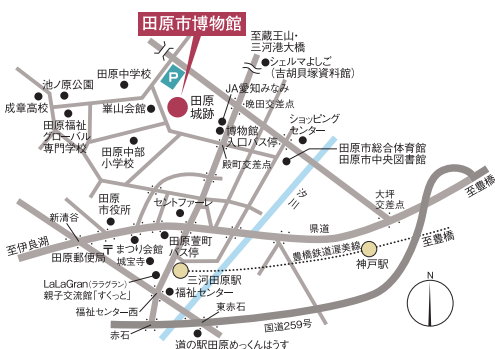 田原市博物館
至蔵王山・
三河港大橋
シェルマよしご
(吉胡貝塚資料館)
P
田原中学校
池ノ原公園
成章高校
崋山会館
田原
城跡
JA愛知みなみ
晩田交差点
田原福祉
グローバル
専門学校
博物館
入口バス停
ショッピング
センター
田原中部
小学校
殿町交差点
田原市総合体育館
田原市中央図書館
汐川
田原
市役所
セントファーレ
大坪
交差点
至豊橋
新清谷
県道
至伊良湖
〒
まつり会館
田原萱町
バス停
豊橋鉄道渥美線
至豊橋
田原郵便局
城宝寺
神戸駅
LaLaGran(ララグラン)
親子交流館「すくっと」
三河田原駅
福祉センター
N
福祉センター西
東赤石
赤石
国道259号
道の駅田原めっくんはうす